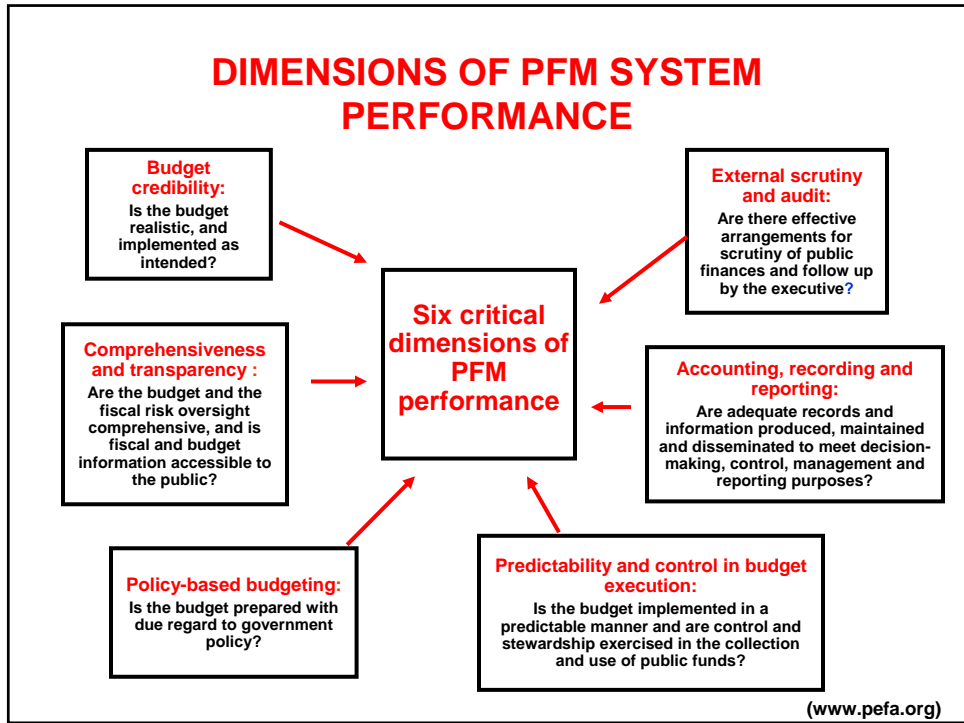 DIMENSIONS OF PFM SYSTEM
PERFORMANCE
Budget
credibility:
Is the budget
realistic, and
implemented as
intended?
External scrutiny
and audit:
Are there effective
arrangements for
scrutiny of public
finances and follow up
by the executive?
Six critical
dimensions of
PFM
performance
Comprehensiveness
and transparency :
Are the budget and the
fiscal risk oversight
comprehensive, and is
fiscal and budget
information accessible to
the public?
Accounting, recording and
reporting:
Are adequate records and
information produced, maintained
and disseminated to meet decision-
making, control, management and
reporting purposes?
Policy-based budgeting:
Is the budget prepared with
due regard to government
policy?
Predictability and control in budget
execution:
Is the budget implemented in a
predictable manner and are control and
stewardship exercised in the collection
and use of public funds?
(www.pefa.org)